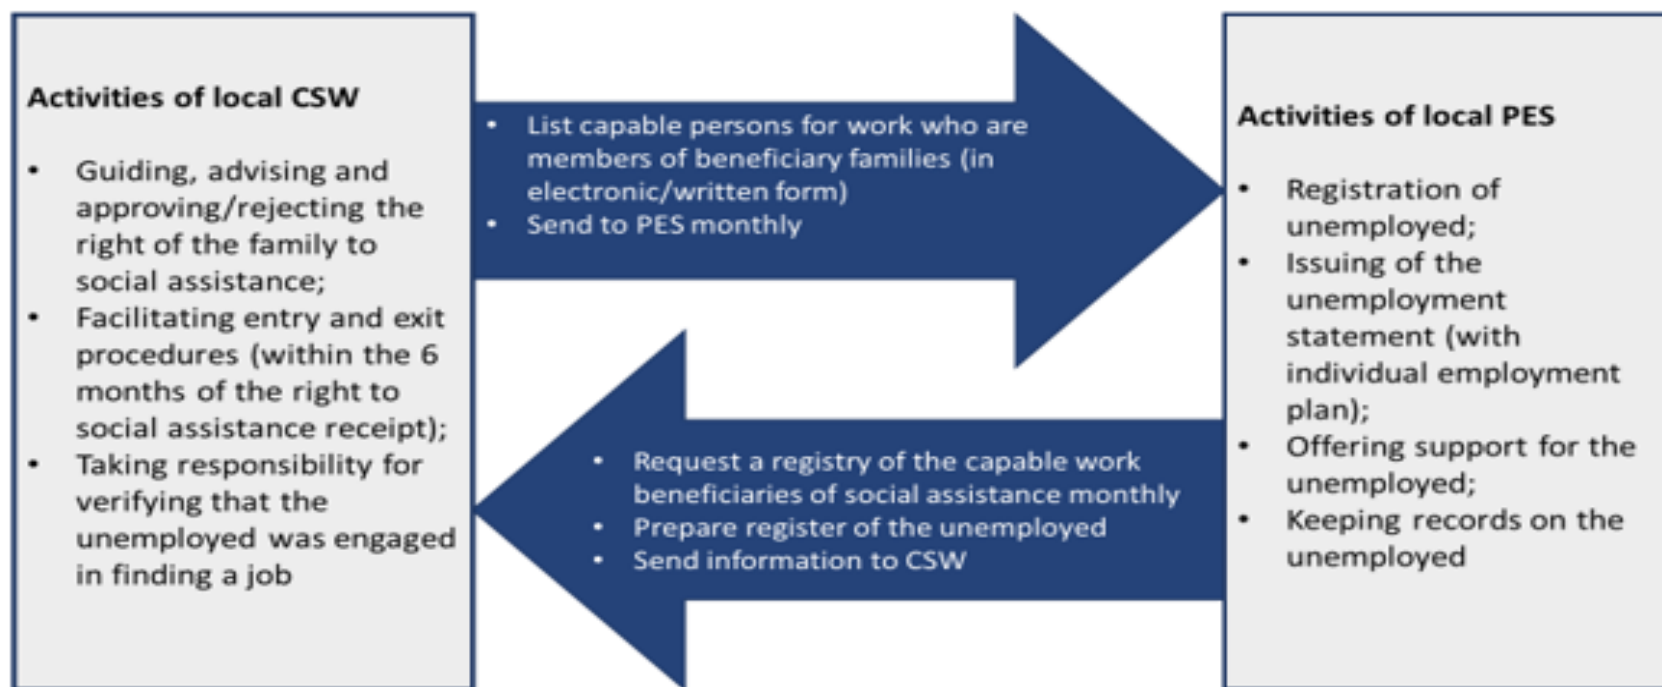 Activities of local CSW
• Guiding, advising and
approving/rejecting the
right of the family to
social assistance;
• Facilitating entry and exit
procedures (within the 6
months of the right to
social assistance receipt);
• Taking responsibility for
verifying that the
unemployed was engaged
in finding a job
• List capable persons for work who are
members of beneficiary families (in
electronic/written form)
• Send to PES monthly
• Request a registry of the capable work
beneficiaries of social assistance monthly
• Prepare register of the unemployed
• Send information to CSW
Activities of local PES
• Registration of
unemployed;
• Issuing of the
unemployment
statement (with
individual employment
plan);
• Offering support for the
unemployed;
• Keeping records on the
unemployed